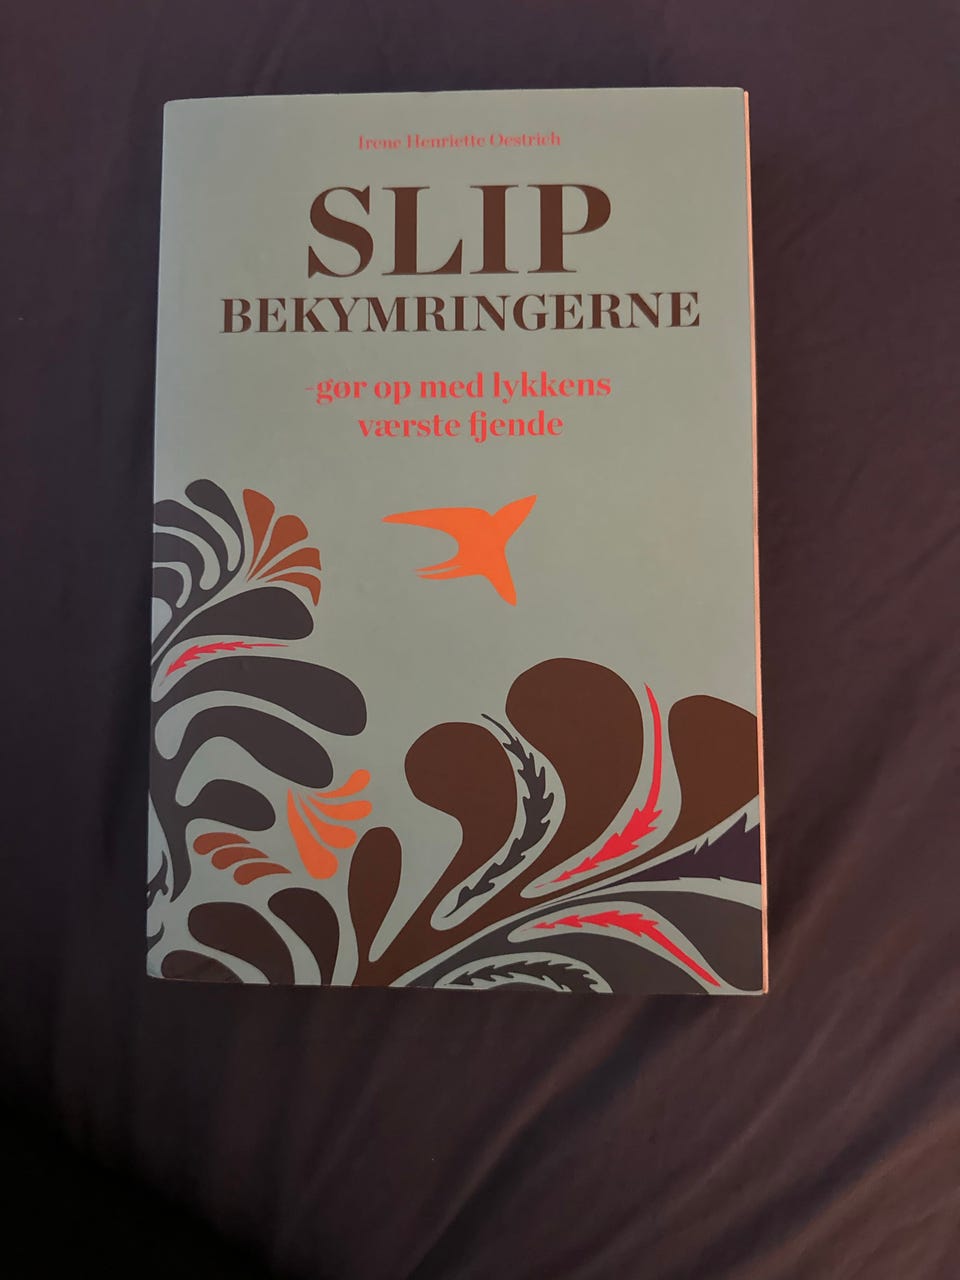 Irene Henriette Oestrich
SLIP
BEKYMRINGERNE
-gør op med lykkens
værste fjende